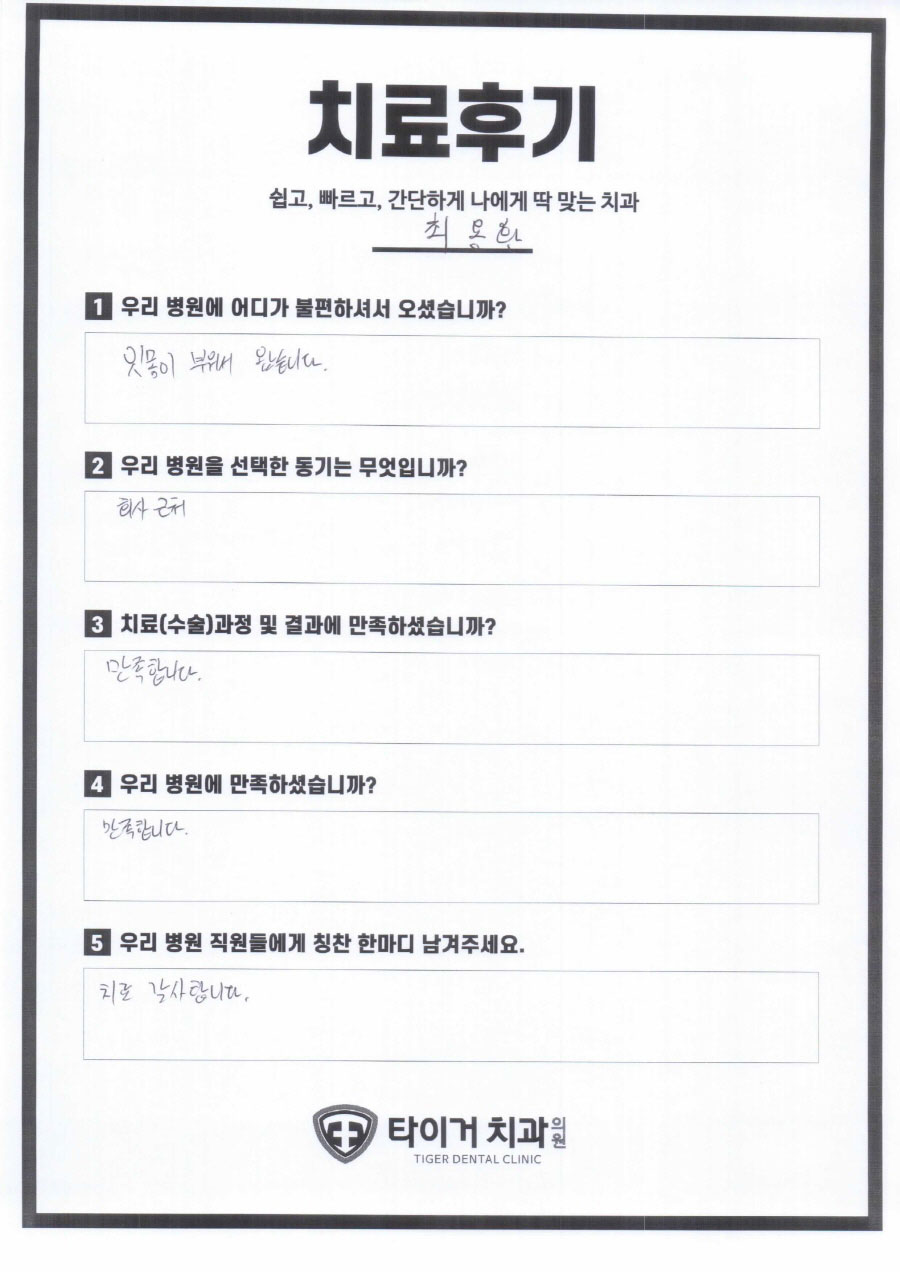 치료후기
쉽고, 빠르고, 간단하게 나에게 딱 맞는 치과
최용환
1 우리 병원에 어디가 불편하셔서 오셨습니까?
잇몸이 부워서 왔습니다.
2 우리 병원을 선택한 동기는 무엇입니까?
회사 근처
3 치료(수술)과정 및 결과에 만족하셨습니까?
만족합니다.
4 우리 병원에 만족하셨습니까?
만족합니다.
5 우리 병원 직원들에게 칭찬 한마디 남겨주세요.
치료 감사합니다.
타이거 치과의원
TIGER DENTAL CLINIC